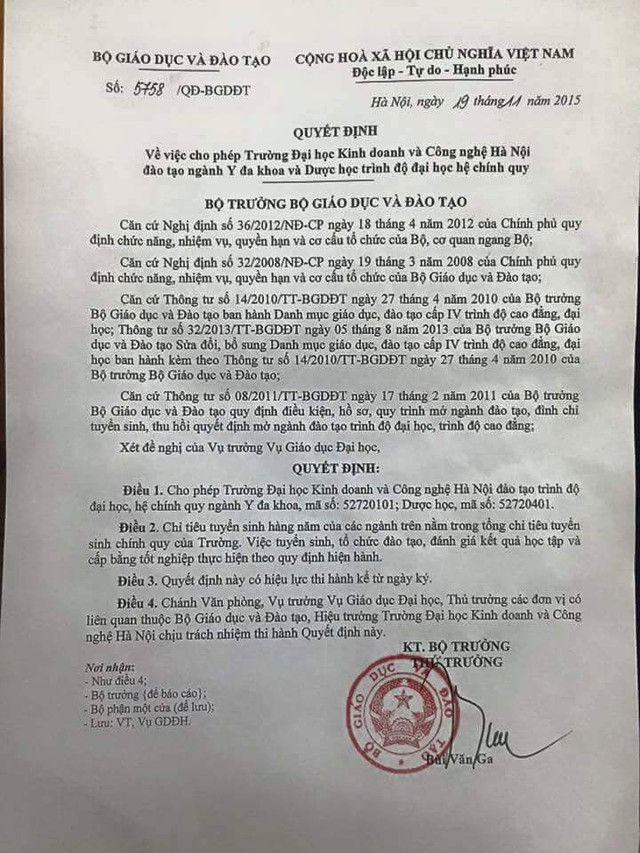 BỘ GIÁO DỤC VÀ ĐÀO TẠO
CỘNG HOÀ XÃ HỘI CHỦ NGHĨA VIỆT NAM
Độc lập - Tự do - Hạnh phúc
Số: 5758 /QĐ-BGDĐT
Hà Nội, ngày 19 tháng 11 năm 2015
QUYẾT ĐỊNH
Về việc cho phép Trường Đại học Kinh doanh và Công nghệ Hà Nội
đào tạo ngành Y đa khoa và Dược học trình độ đại học hệ chính quy
BỘ TRƯỞNG BỘ GIÁO DỤC VÀ ĐÀO TẠO
Căn cứ Nghị định số 36/2012/NĐ-CP ngày 18 tháng 4 năm 2012 của Chính phủ quy
định chức năng, nhiệm vụ, quyền hạn và cơ cấu tổ chức của Bộ, cơ quan ngang Bộ;
Căn cứ Nghị định số 32/2008/NĐ-CP ngày 19 tháng 3 năm 2008 của Chính phủ quy
định chức năng, nhiệm vụ, quyền hạn và cơ cấu tổ chức của Bộ Giáo dục và Đào tạo;
Căn cứ Thông tư số 14/2010/TT-BGDĐT ngày 27 tháng 4 năm 2010 của Bộ trưởng
Bộ Giáo dục và Đào tạo ban hành Danh mục giáo dục, đào tạo cấp IV trình độ cao đẳng, đại
học; Thông tư số 32/2013/TT-BGDĐT ngày 05 tháng 8 năm 2013 của Bộ trưởng Bộ Giáo
dục và Đào tạo Sửa đổi, bổ sung Danh mục giáo dục, đào tạo cấp IV trình độ cao đẳng, đại
học ban hành kèm theo Thông tư số 14/2010/TT-BGDĐT ngày 27 tháng 4 năm 2010 của
Bộ trưởng Bộ Giáo dục và Đào tạo;
Căn cứ Thông tư số 08/2011/TT-BGDĐT ngày 17 tháng 2 năm 2011 của Bộ trưởng
Bộ Giáo dục và Đào tạo quy định điều kiện, hồ sơ, quy trình mở ngành đào tạo, đình chỉ
tuyển sinh, thu hồi quyết định mở ngành đào tạo trình độ đại học, trình độ cao đẳng;
Xét đề nghị của Vụ trưởng Vụ Giáo dục Đại học,
QUYẾT ĐỊNH:
Điều 1. Cho phép Trường Đại học Kinh doanh và Công nghệ Hà Nội đào tạo trình độ
đại học, hệ chính quy ngành Y đa khoa, mã số: 52720101; Dược học, mã số: 52720401.
Điều 2. Chỉ tiêu tuyển sinh hàng năm của các ngành trên nằm trong tổng chỉ tiêu tuyển
sinh chính quy của Trường. Việc tuyển sinh, tổ chức đào tạo, đánh giá kết quả học tập và
cấp bằng tốt nghiệp thực hiện theo quy định hiện hành.
Điều 3. Quyết định này có hiệu lực thi hành kể từ ngày ký.
Điều 4. Chánh Văn phòng, Vụ trưởng Vụ Giáo dục Đại học, Thủ trưởng các đơn vị có
liên quan thuộc Bộ Giáo dục và Đào tạo, Hiệu trưởng Trường Đại học Kinh doanh và Công
nghệ Hà Nội chịu trách nhiệm thi hành Quyết định này.
KT. BỘ TRƯỞNG
THỨ TRƯỞNG
Nơi nhận:
- Như điều 4;
- Bộ trưởng {để báo cáo};
- Bộ phận một cửa (để lưu);
- Lưu: VT, Vụ GDĐH.
BỘ GIÁO DỤC VÀ ĐÀO TẠO
Bùi Văn Ga